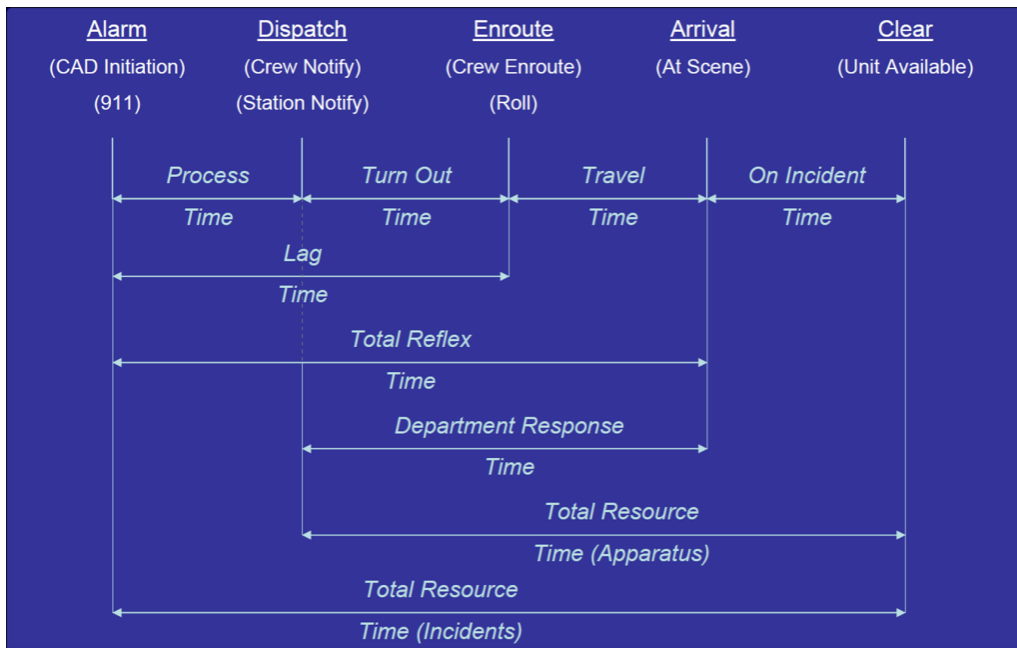 Alarm Dispatch Enroute Arrival Clear
(CAD Initiation) (Crew Notify) (Crew Enroute) (At Scene) (Unit Available)
(911) (Station Notify) (Roll)
Process Turn Out Travel On Incident
Time Time Time Time
Lag
Time
Total Reflex
Time
Department Response
Time
Total Resource
Time (Apparatus)
Total Resource
Time (Incidents)